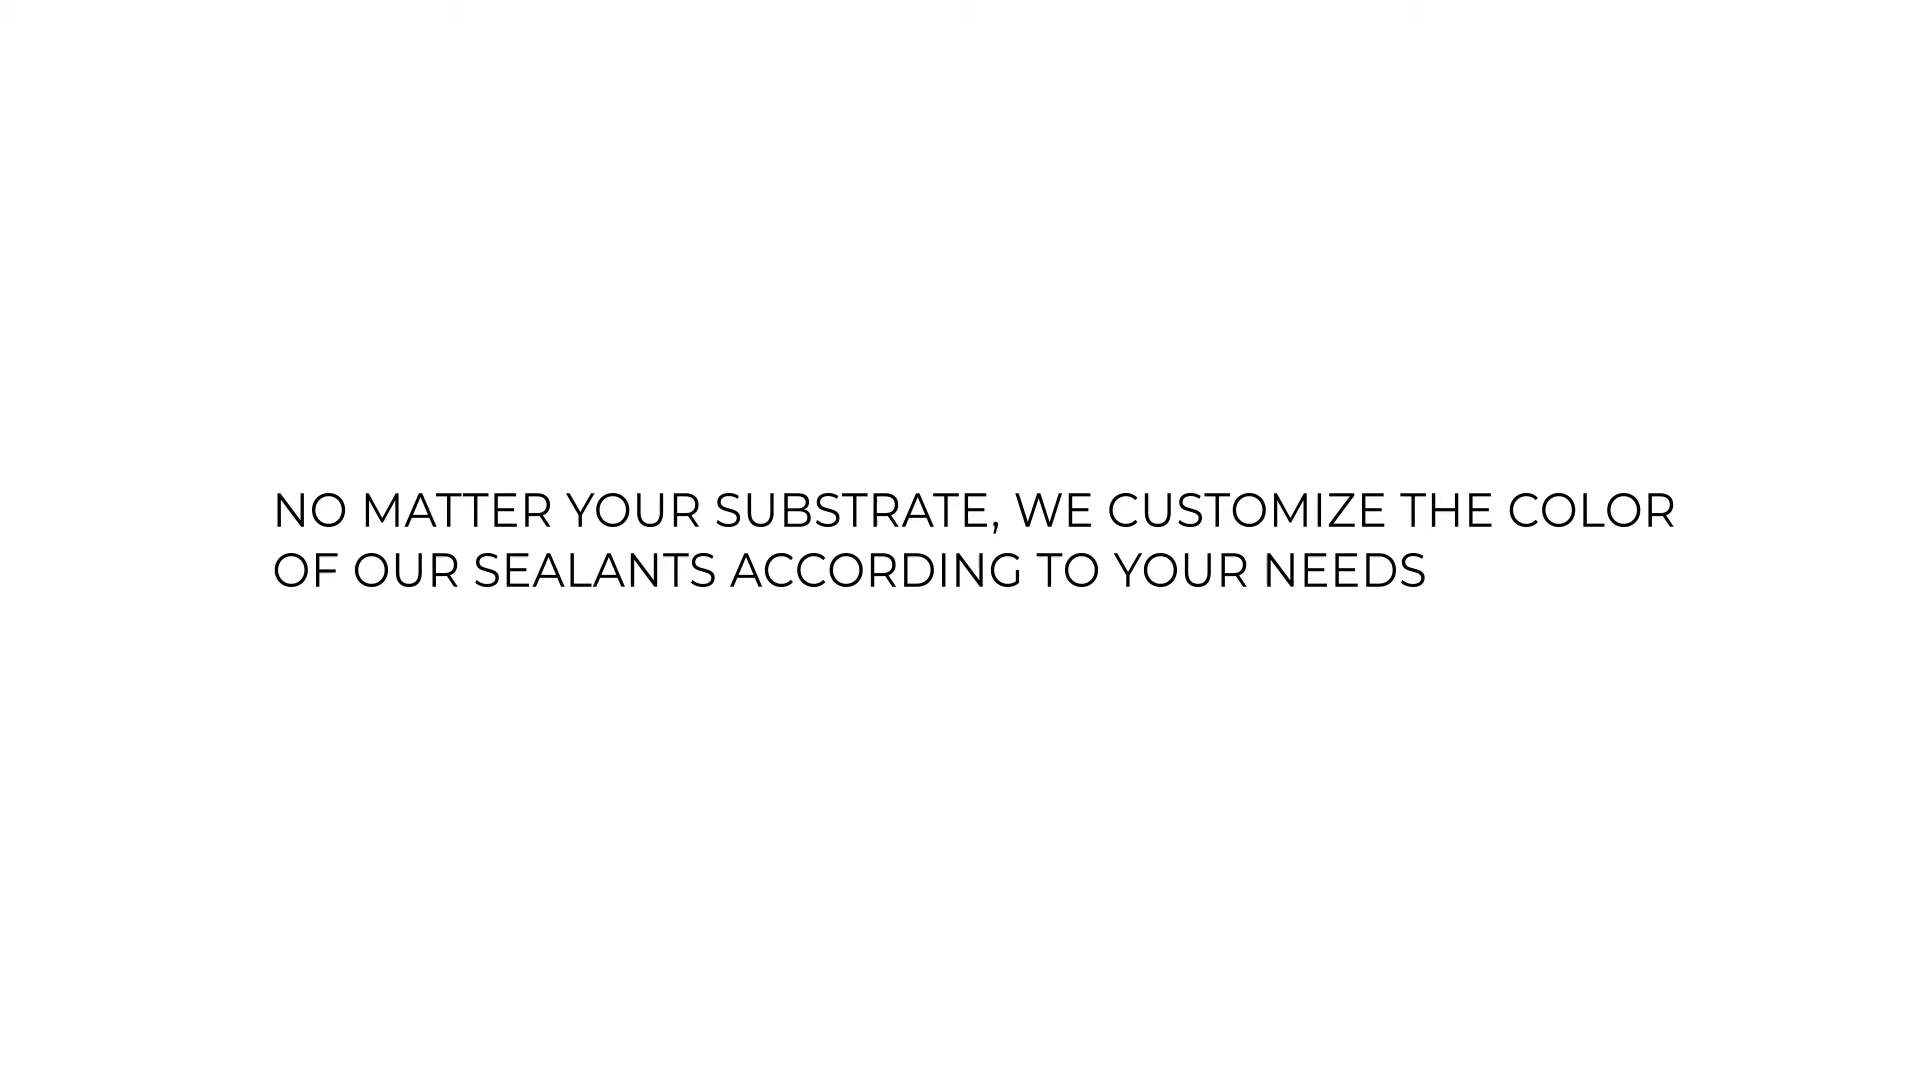 NO MATTER YOUR SUBSTRATE, WE CUSTOMIZE THE COLOR
OF OUR SEALANTS ACCORDING TO YOUR NEEDS